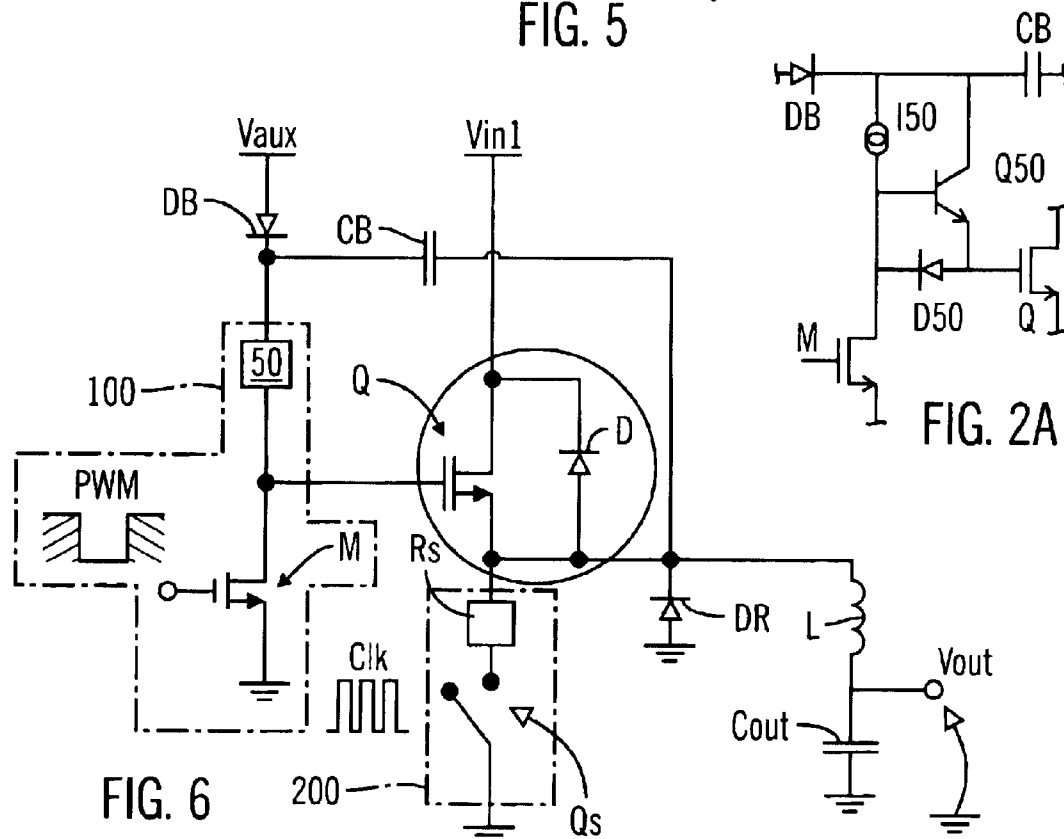 FIG. 5
CB
DB
I50
Q50
D50
Q
M
FIG. 2A
Vaux
Vin1
DB
CB
50
100
Q
D
PWM
M
Rs
DR
L
Vout
Clk
Cout
200
Qs
FIG. 6